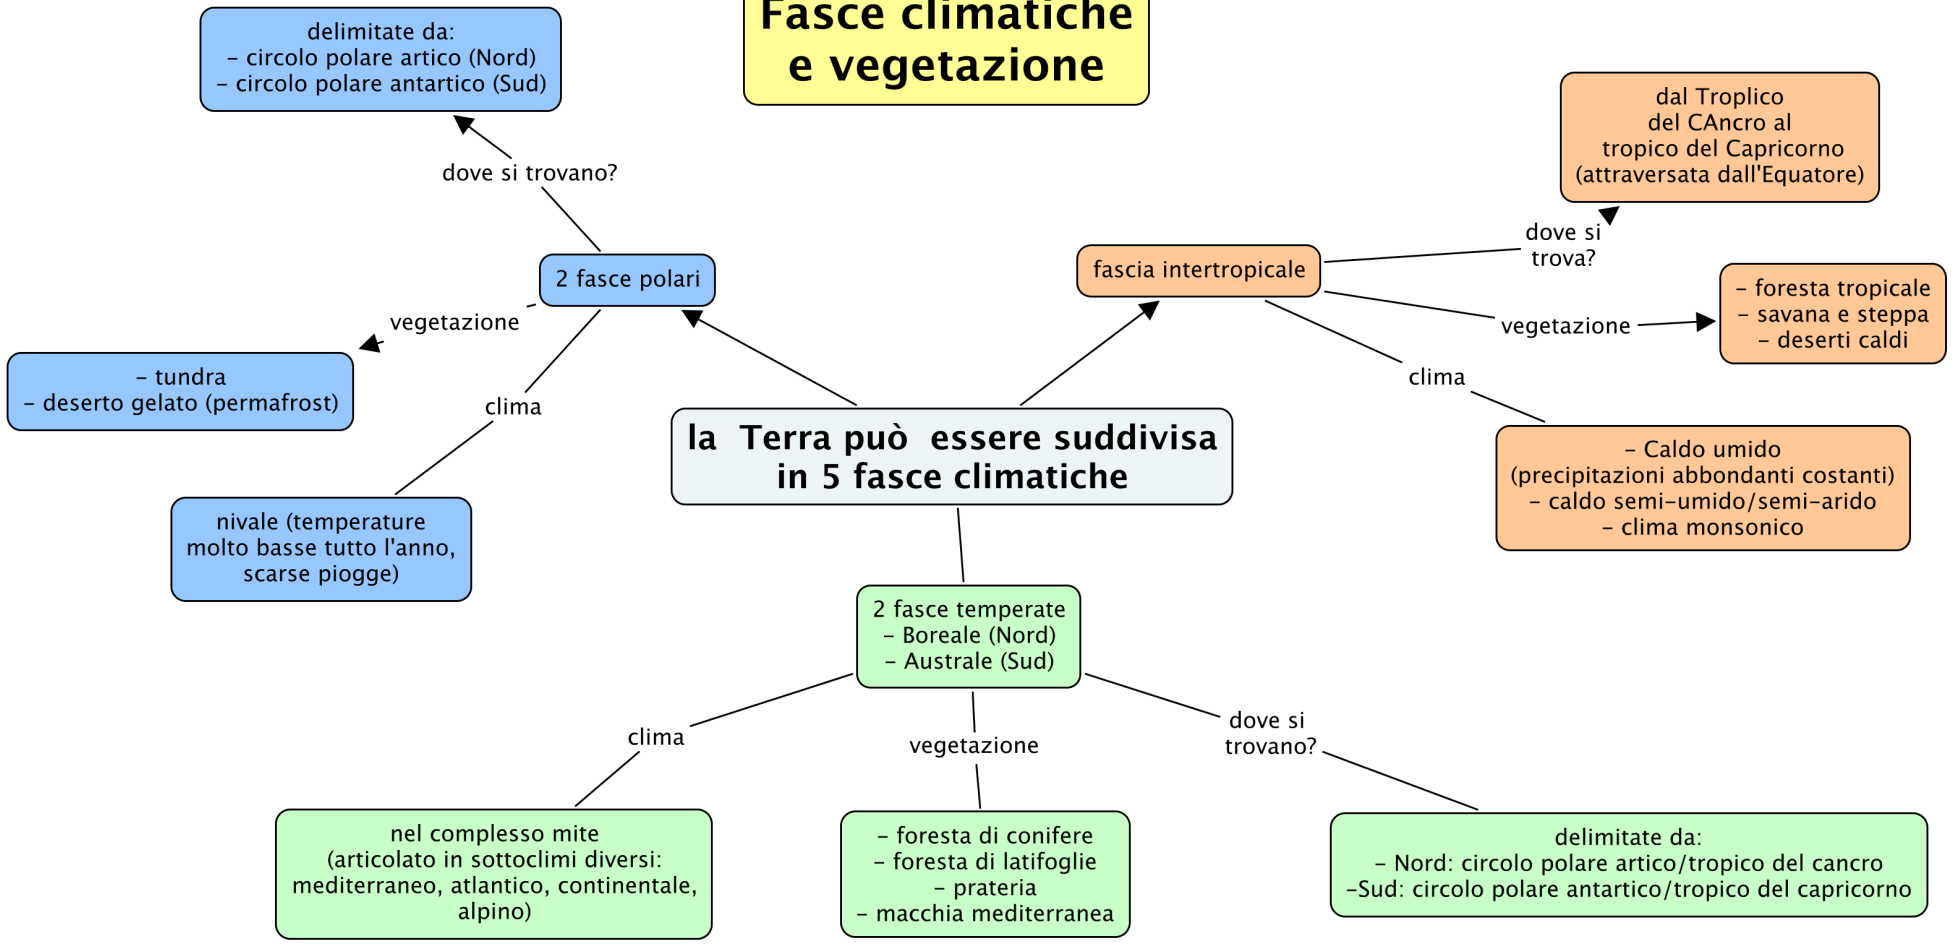 Fasce climatiche
e vegetazione
delimitate da:
- circolo polare artico (Nord)
- circolo polare antartico (Sud)
dove si trovano?
2 fasce polari
vegetazione
- tundra
- deserto gelato (permafrost)
clima
nivale (temperature
molto basse tutto l'anno,
scarse piogge)
dal Troplico
del CAncro al
tropico del Capricorno
(attraversata dall'Equatore)
dove si
trova?
fascia intertropicale
vegetazione
- foresta tropicale
- savana e steppa
- deserti caldi
clima
- Caldo umido
(precipitazioni abbondanti costanti)
- caldo semi-umido/semi-arido
- clima monsonico
la Terra può essere suddivisa
in 5 fasce climatiche
2 fasce temperate
- Boreale (Nord)
- Australe (Sud)
clima
nel complesso mite
(articolato in sottoclimi diversi:
mediterraneo, atlantico, continentale,
alpino)
vegetazione
- foresta di conifere
- foresta di latifoglie
- prateria
- macchia mediterranea
dove si
trovano?
delimitate da:
- Nord: circolo polare artico/tropico del cancro
-Sud: circolo polare antartico/tropico del capricorno